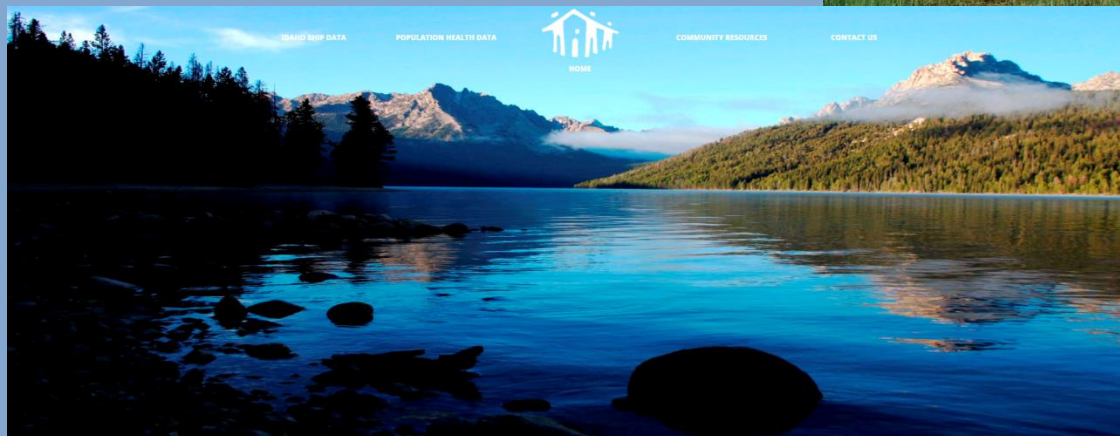 IDAHO SHIP DATA
POPULATION HEALTH DATA
HOME
COMMUNITY RESOURCES
CONTACT US